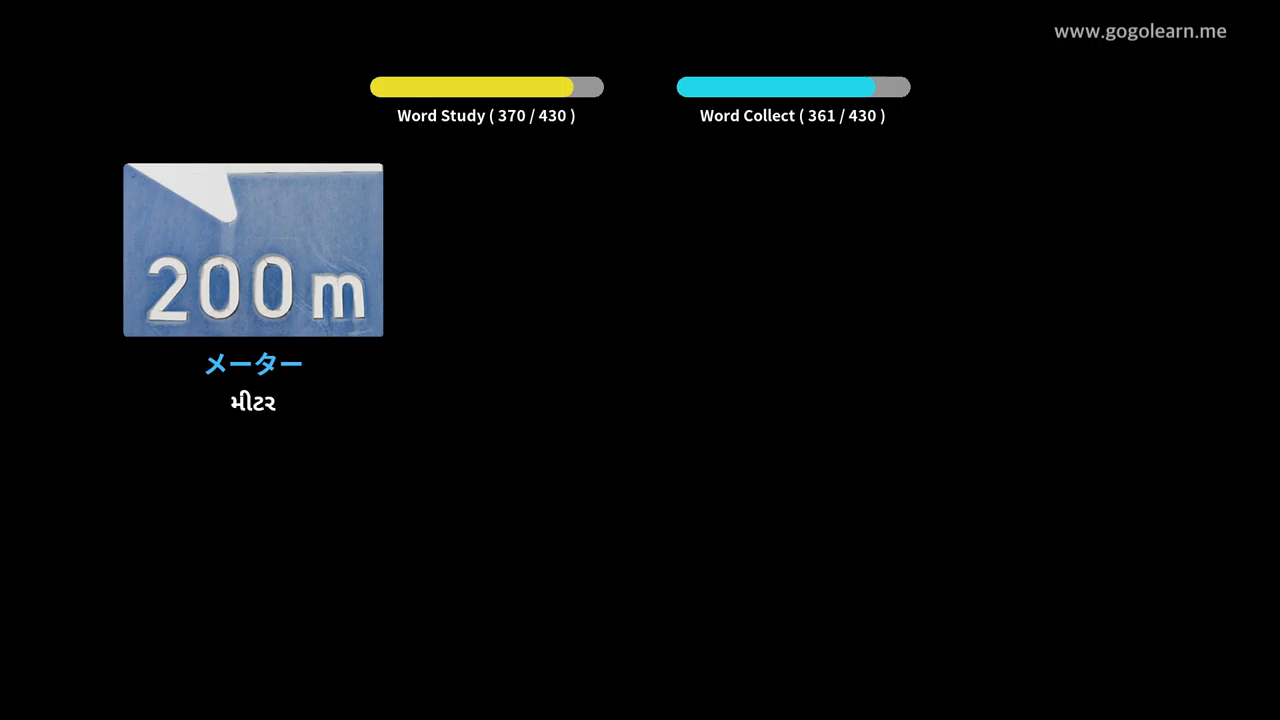 www.gogolearn.me
Word Study ( 370 / 430 )
Word Collect ( 361 / 430 )
200m
メーター
મીટર